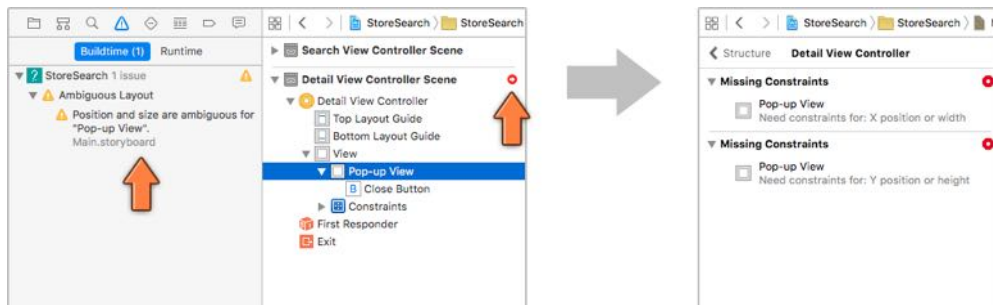 StoreSearch StoreSearch
Buildtime (1) Runtime
StoreSearch 1 issue
Ambiguous Layout
Position and size are ambiguous for
"Pop-up View".
Main.storyboard
Search View Controller Scene
Detail View Controller Scene
Detail View Controller
Top Layout Guide
Bottom Layout Guide
View
Pop-up View
B Close Button
Constraints
First Responder
Exit
StoreSearch StoreSearch
Structure Detail View Controller
Missing Constraints
Pop-up View
Need constraints for: X position or width
Missing Constraints
Pop-up View
Need constraints for: Y position or height